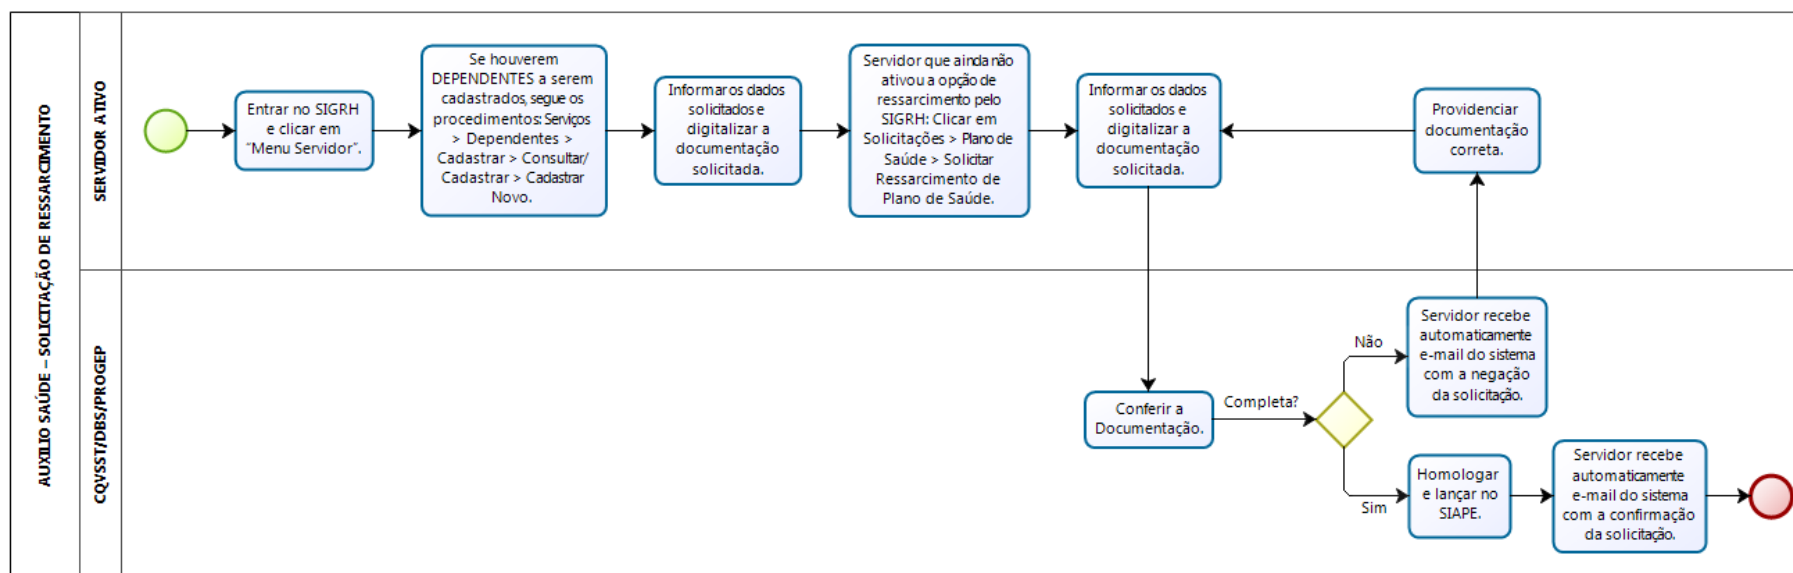 AUXILIO SAÚDE – SOLICITAÇÃO DE RESSARCIMENTO
SERVIDOR ATIVO
Entrar no SIGRH
e clicar em
“Menu Servidor”.
Se houverem
DEPENDENTES a serem
cadastrados, segue os
procedimentos: Serviços
> Dependentes >
Cadastrar > Consultar/
Cadastrar > Cadastrar
Novo.
Informar os dados
solicitados e
digitalizar a
documentação
solicitada.
Servidor que ainda não
ativou a opção de
ressarcimento pelo
SIGRH: Clicar em
Solicitações > Plano de
Saúde > Solicitar
Ressarcimento de
Plano de Saúde.
Informar os dados
solicitados e
digitalizar a
documentação
solicitada.
Providenciar
documentação
correta.
CQVSST/DBS/PROGEP
Conferir a
Documentação.
Completa?
Não
Servidor recebe
automaticamente
e-mail do sistema
com a negação
da solicitação.
Sim
Homologar
e lançar no
SIAPE.
Servidor recebe
automaticamente
e-mail do sistema
com a confirmação
da solicitação.